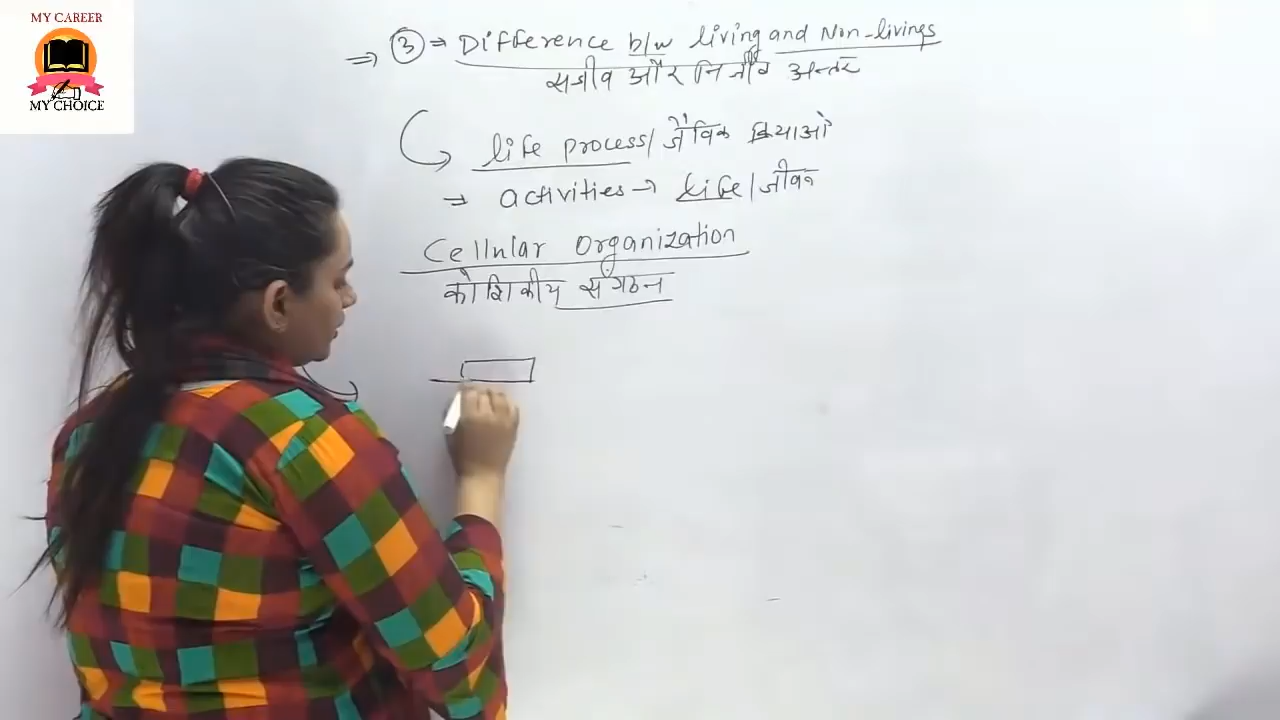 MY CAREER
MY CHOICE
⇒ ③ ⇒ Difference b/w living and Non-livings
सजीव और निर्जीव अन्तर
life process/जैविक क्रियाओ
→ activities → life/जीवन
Cellular Organization
कोशिकीय संगठन